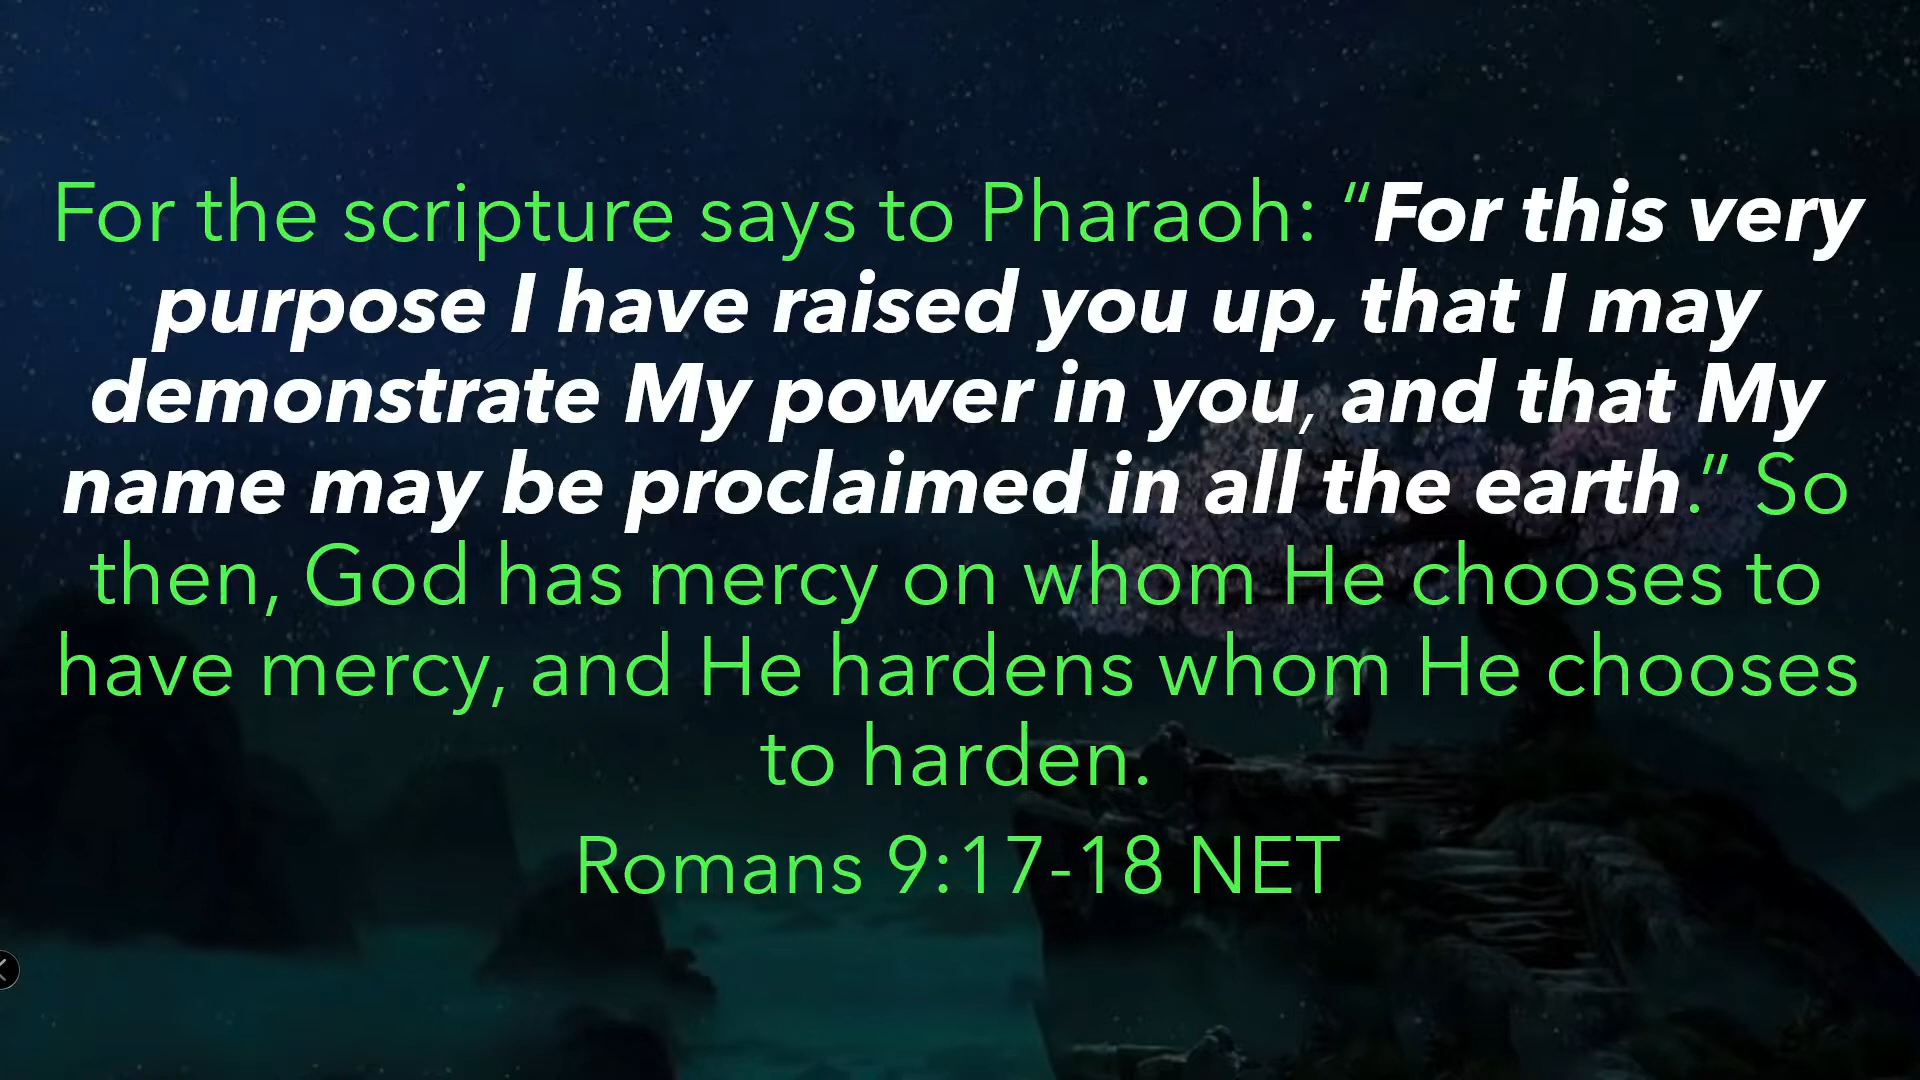 For the scripture says to Pharaoh: “For this very
purpose I have raised you up, that I may
demonstrate My power in you, and that My
name may be proclaimed in all the earth.” So
then, God has mercy on whom He chooses to
have mercy, and He hardens whom He chooses
to harden.
Romans 9:17-18 NET